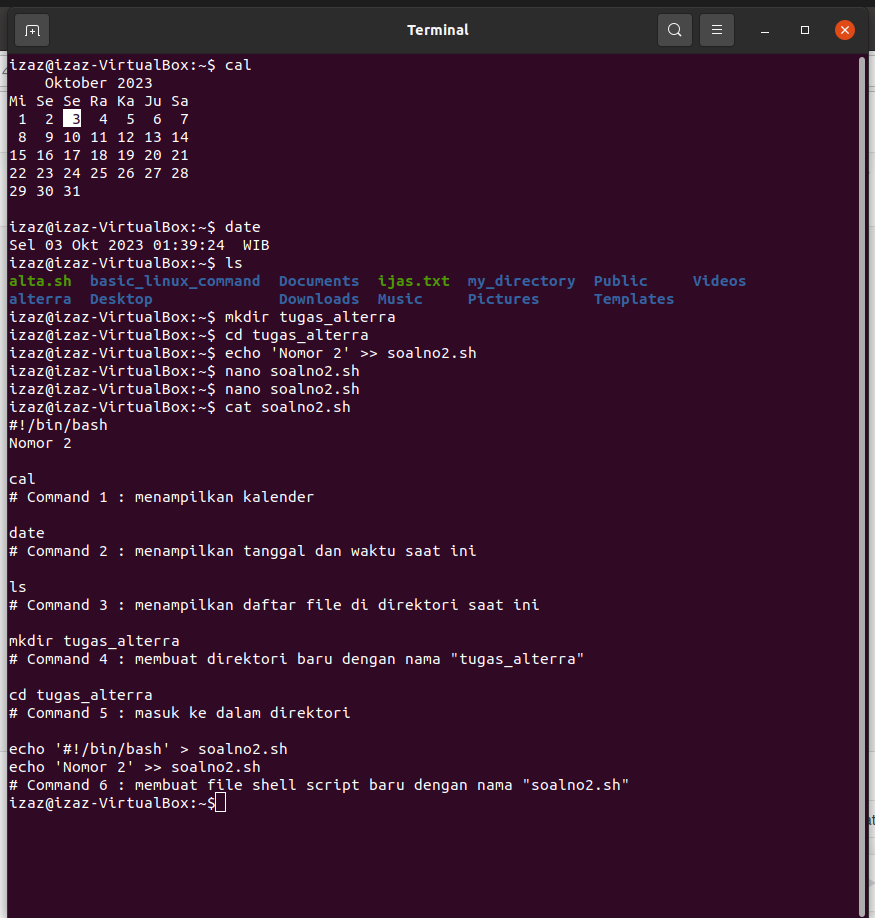 Terminal
izaz@izaz-VirtualBox:~$ cal
    Oktober 2023
Mi Se Se Ra Ka Ju Sa
 1  2  3  4  5  6  7
 8  9 10 11 12 13 14
15 16 17 18 19 20 21
22 23 24 25 26 27 28
29 30 31

izaz@izaz-VirtualBox:~$ date
Sel 03 Okt 2023 01:39:24  WIB
izaz@izaz-VirtualBox:~$ ls
alta.sh  basic_linux_command  Documents  ijas.txt  my_directory  Public     Videos
alterra  Desktop              Downloads  Music     Pictures      Templates
izaz@izaz-VirtualBox:~$ mkdir tugas_alterra
izaz@izaz-VirtualBox:~$ cd tugas_alterra
izaz@izaz-VirtualBox:~$ echo 'Nomor 2' >> soalno2.sh
izaz@izaz-VirtualBox:~$ nano soalno2.sh
izaz@izaz-VirtualBox:~$ nano soalno2.sh
izaz@izaz-VirtualBox:~$ cat soalno2.sh
#!/bin/bash
Nomor 2

cal
# Command 1 : menampilkan kalender

date
# Command 2 : menampilkan tanggal dan waktu saat ini

ls
# Command 3 : menampilkan daftar file di direktori saat ini

mkdir tugas_alterra
# Command 4 : membuat direktori baru dengan nama "tugas_alterra"

cd tugas_alterra
# Command 5 : masuk ke dalam direktori

echo '#!/bin/bash' > soalno2.sh
echo 'Nomor 2' >> soalno2.sh
# Command 6 : membuat file shell script baru dengan nama "soalno2.sh"
izaz@izaz-VirtualBox:~$